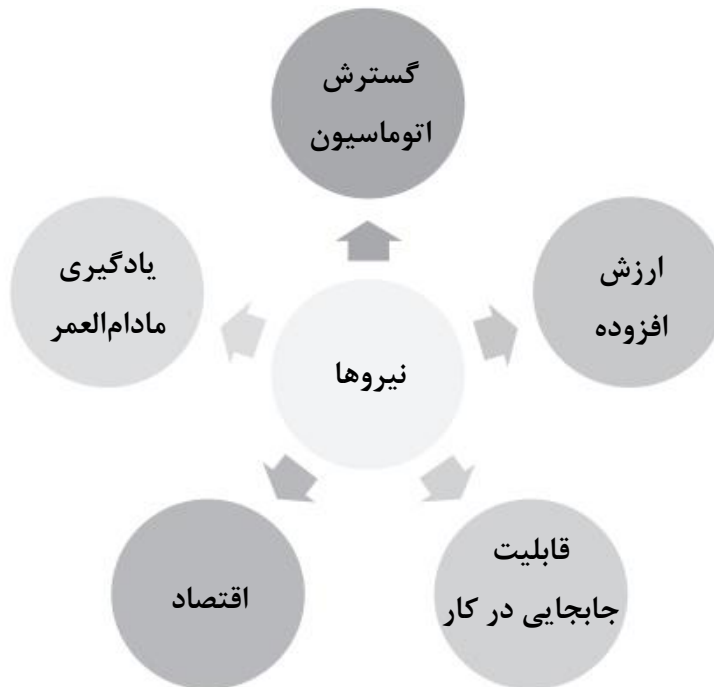 گسترش
اتوماسیون
ارزش
افزوده
قابلیت
جابجایی در کار
اقتصاد
یادگیری
مادام‌العمر
نیروها